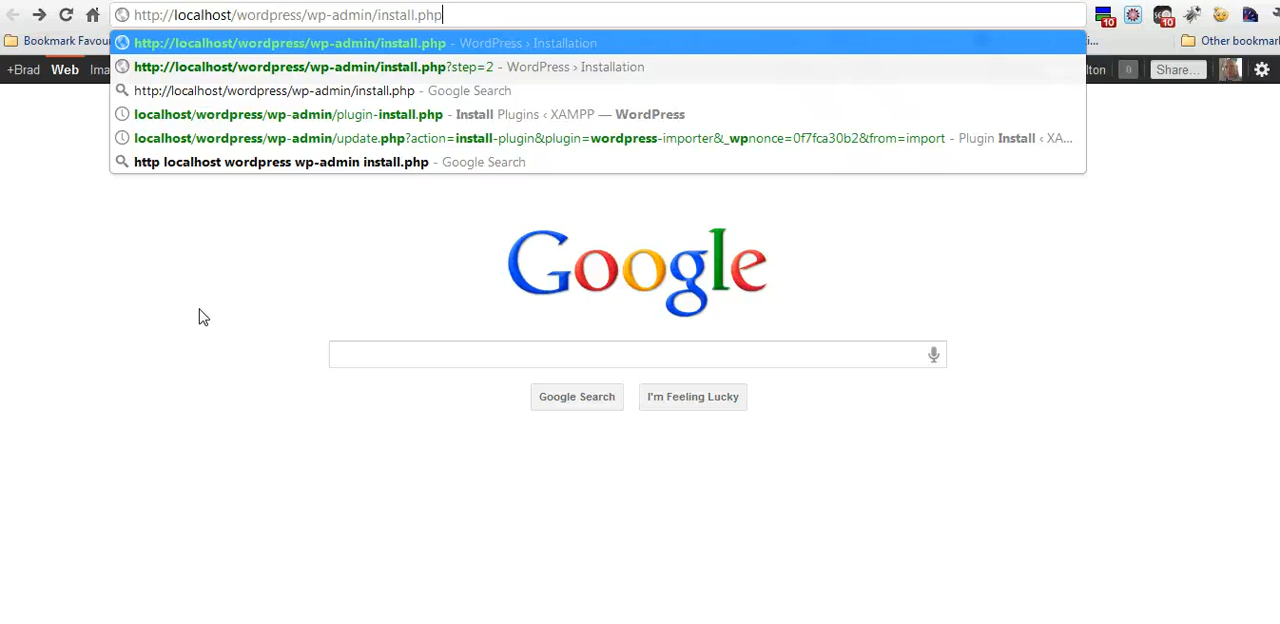 http://localhost/wordpress/wp-admin/install.php
Bookmark Favou
http://localhost/wordpress/wp-admin/install.php - WordPress › Installation
http://localhost/wordpress/wp-admin/install.php?step=2 - WordPress › Installation
http://localhost/wordpress/wp-admin/install.php - Google Search
localhost/wordpress/wp-admin/plugin-install.php - Install Plugins ‹ XAMPP — WordPress
localhost/wordpress/wp-admin/update.php?action=install-plugin&plugin=wordpress-importer&_wpnonce=0f7fca30b2&from=import - Plugin Install ‹ XA...
http localhost wordpress wp-admin install.php - Google Search
10
10
i...
Other bookmar
+Brad Web Ima
lton 0 Share...
Google
Google Search I'm Feeling Lucky